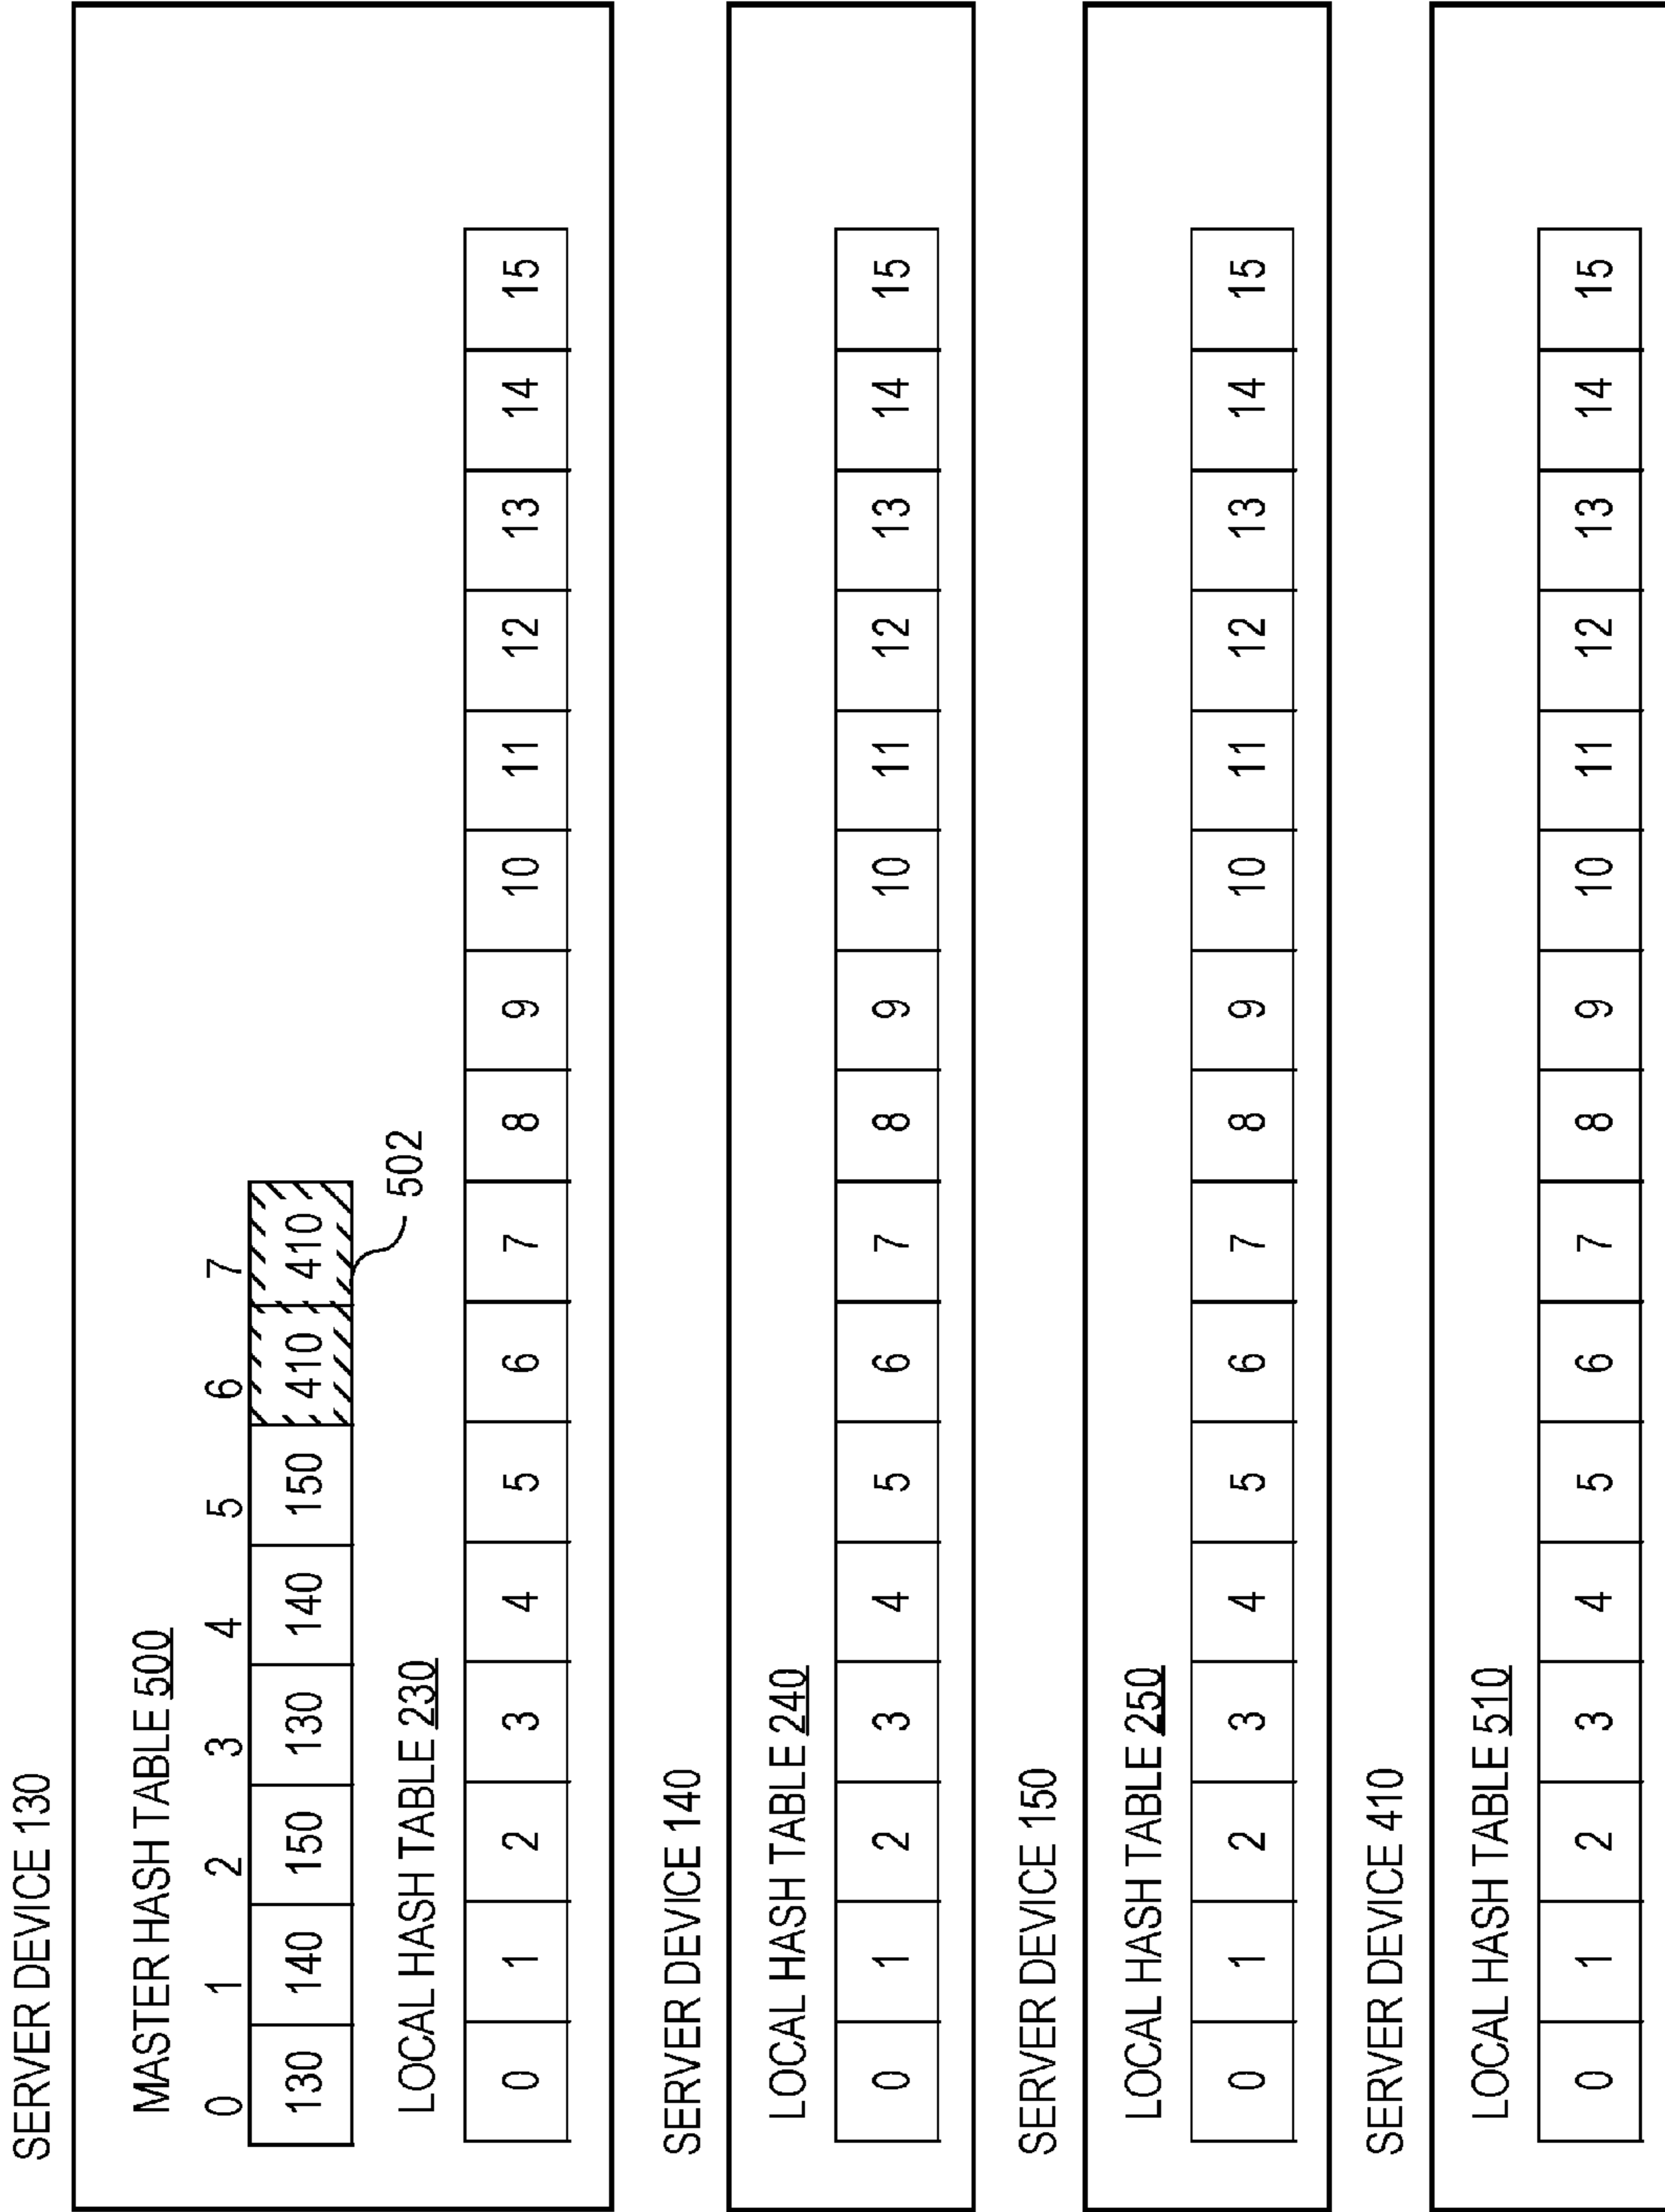 SERVER DEVICE 130
MASTER HASH TABLE 500
0 1 2 3 4 5 6 7
130 140 150 130 140 150 410 410
502
LOCAL HASH TABLE 230
0 1 2 3 4 5 6 7 8 9 10 11 12 13 14 15
SERVER DEVICE 140
LOCAL HASH TABLE 240
0 1 2 3 4 5 6 7 8 9 10 11 12 13 14 15
SERVER DEVICE 150
LOCAL HASH TABLE 250
0 1 2 3 4 5 6 7 8 9 10 11 12 13 14 15
SERVER DEVICE 410
LOCAL HASH TABLE 510
0 1 2 3 4 5 6 7 8 9 10 11 12 13 14 15